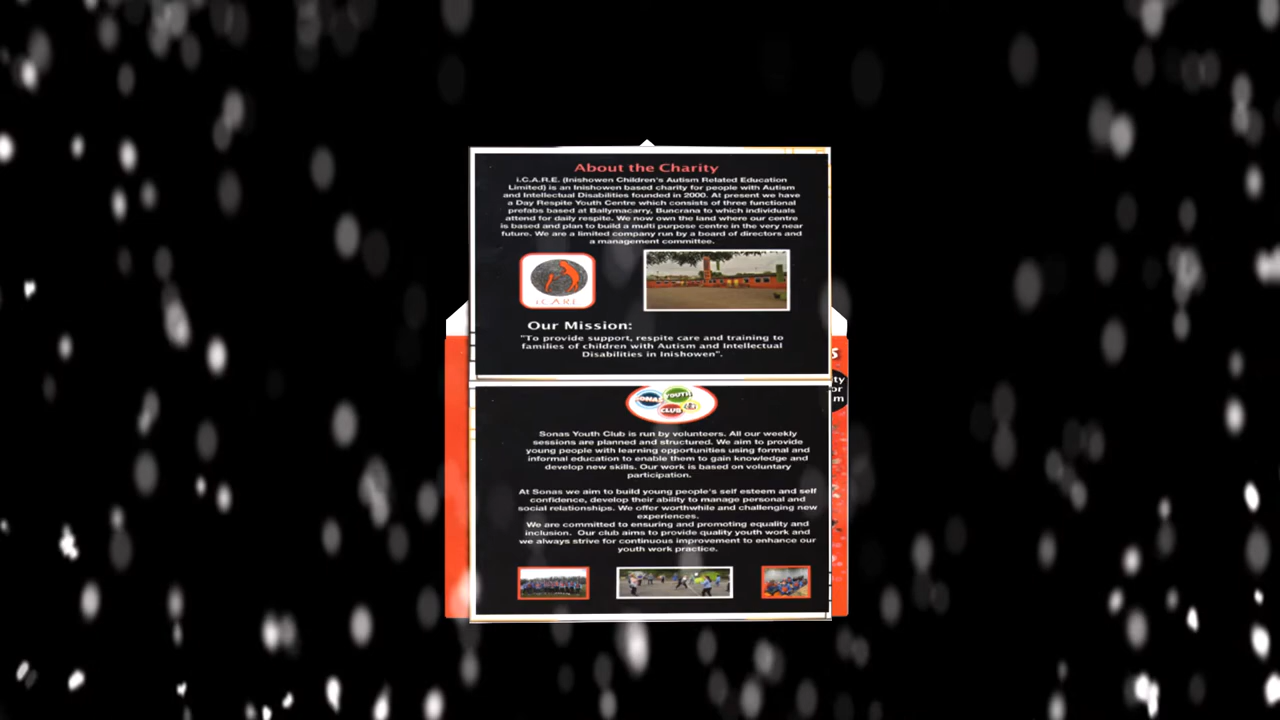 About the Charity
i.C.A.R.E. (Inishowen Children's Autism Related Education
Limited) is an Inishowen based charity for people with Autism
and Intellectual Disabilities founded in 2000. At present we have
a Day Respite Youth Centre which consists of three functional
prefabs based at Ballymacarry, Buncrana to which individuals
attend for daily respite. We now own the land where our centre
is based and plan to build a multi purpose centre in the very near
future. We are a limited company run by a board of directors and
a management committee.
iCARE
Our Mission:
"To provide support, respite care and training to
families of children with Autism and Intellectual
Disabilities in Inishowen".
s
ty
or
m
SONAS YOUTH
CLUB
Sonas Youth Club is run by volunteers. All our weekly
sessions are planned and structured. We aim to provide
young people with learning opportunities using formal and
informal education to enable them to gain knowledge and
develop new skills. Our work is based on voluntary
participation.
At Sonas we aim to build young people's self esteem and self
confidence, develop their ability to manage personal and
social relationships. We offer worthwhile and challenging new
experiences.
We are committed to ensuring and promoting equality and
inclusion. Our club aims to provide quality youth work and
we always strive for continuous improvement to enhance our
youth work practice.